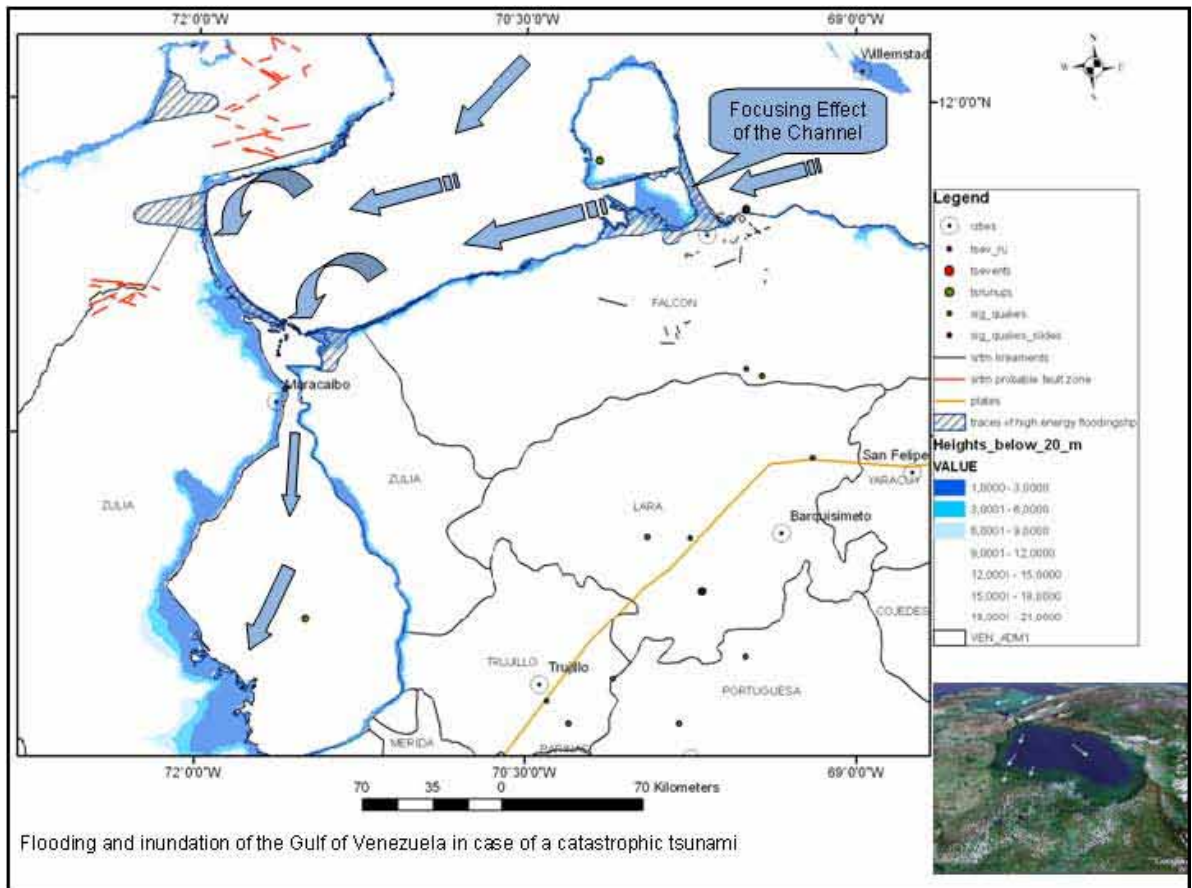 72°0'0"W
70°30'0"W
69°0'0"W
Willemstad
12°0'0"N
Focusing Effect
of the Channel
FALCON
Maracaibo
ZULIA
ZULIA
LARA
San Felipe
YARACUY
Barquisimeto
COJEDES
TRUJILLO
Trujillo
PORTUGUESA
MERIDA
72°0'0"W
70°30'0"W
69°0'0"W
70
35
0
70 Kilometers
Flooding and inundation of the Gulf of Venezuela in case of a catastrophic tsunami
N
W
E
S
Legend
cities
tsev_ru
tsevents
tsrunups
sig_quakes
sig_quakes_slides
srtm lineaments
srtm probable fault zone
plates
traces of high energy floodingshp
Heights_below_20_m
VALUE
1,0000 - 3,0000
3,0001 - 6,0000
6,0001 - 9,0000
9,0001 - 12,0000
12,0001 - 15,0000
15,0001 - 18,0000
18,0001 - 21,0000
VEN_ADM1
Google